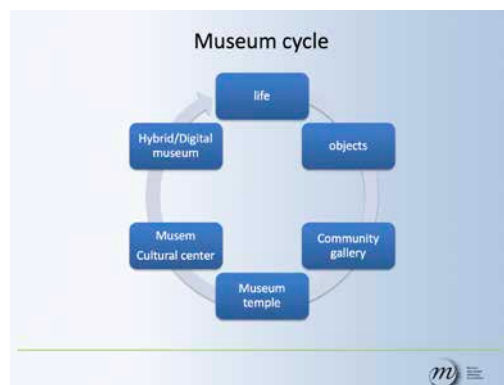 Museum cycle
life
objects
Community
gallery
Museum
temple
Musem
Cultural center
Hybrid/Digital
museum
m